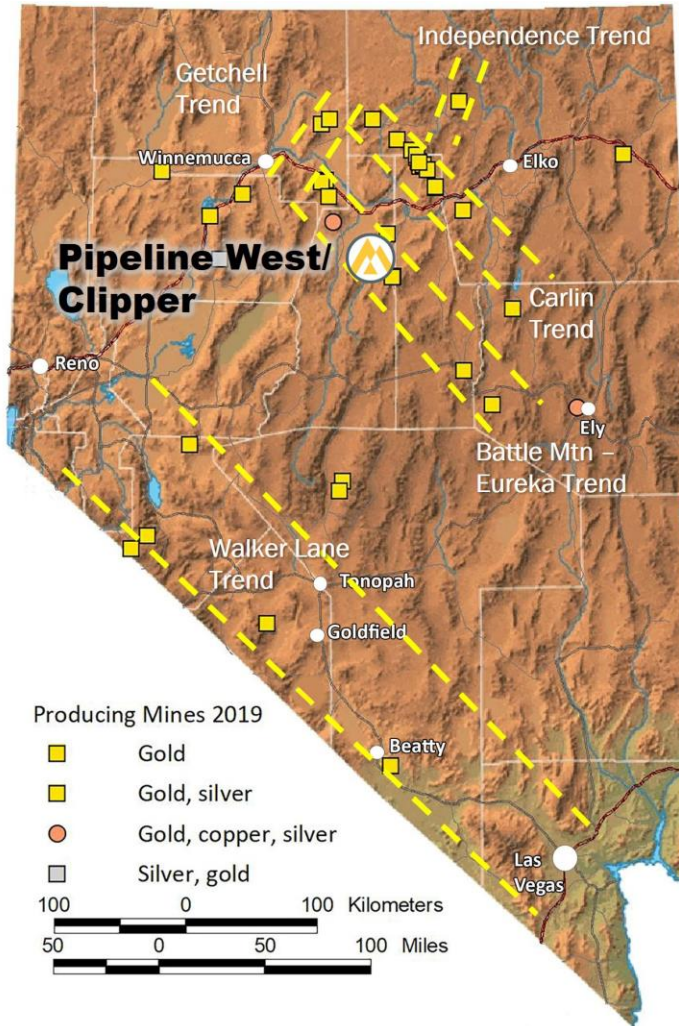 Independence Trend
Getchell
Trend
Winnemucca
Elko
Pipeline West/
Clipper
Carlin
Trend
Reno
Ely
Battle Mtn –
Eureka Trend
Walker Lane
Trend
Tonopah
Goldfield
Producing Mines 2019
Gold
Gold, silver
Gold, copper, silver
Silver, gold
Beatty
Las
Vegas
100 0 100 Kilometers
50 0 50 100 Miles